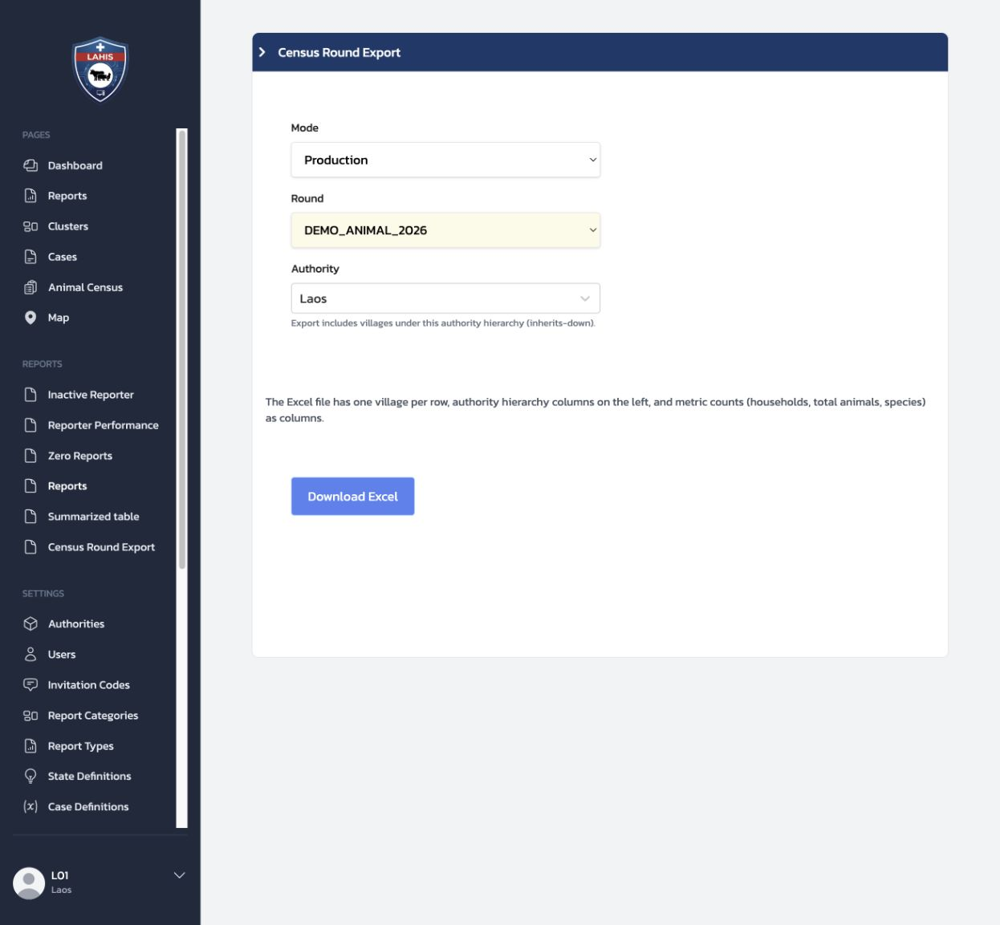 LAHIS
PAGES
Dashboard
Reports
Clusters
Cases
Animal Census
Map
REPORTS
Inactive Reporter
Reporter Performance
Zero Reports
Reports
Summarized table
Census Round Export
SETTINGS
Authorities
Users
Invitation Codes
Report Categories
Report Types
State Definitions
(x) Case Definitions
L01
Laos
Census Round Export
Mode
Production
Round
DEMO_ANIMAL_2026
Authority
Laos
Export includes villages under this authority hierarchy (inherits-down).
The Excel file has one village per row, authority hierarchy columns on the left, and metric counts (households, total animals, species)
as columns.
Download Excel